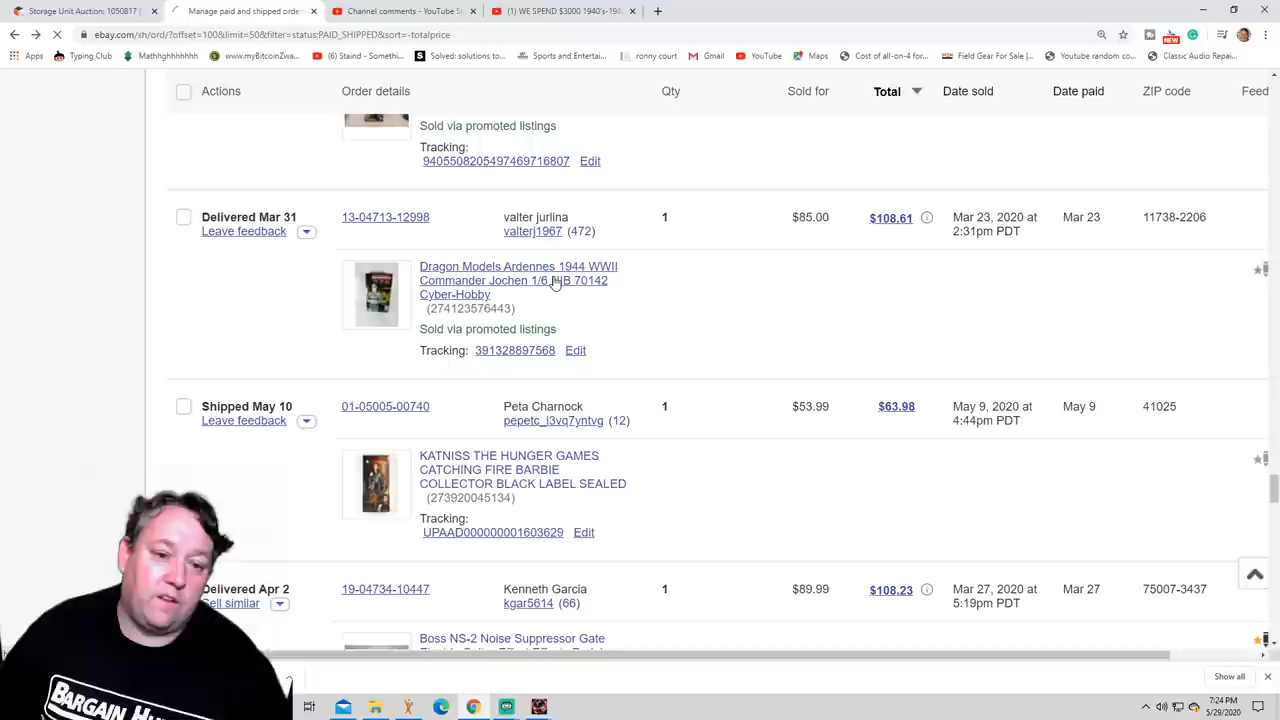 Storage Unit Auction: 1050817
Manage paid and shipped order
Channel comments - YouTube S
(1) WE SPEND $3000 1940's-198
ebay.com/sh/ord/?offset=100&limit=50&filter=status:PAID_SHIPPED&sort=-totalprice
NEW
Apps
Typing Club
Mathhghhhhhhh
www.myBitcoinZwa...
(6) Staind - Somethi...
Solved: solutions to...
Sports and Entertai...
ronny court
Gmail
YouTube
Maps
Cost of all-on-4 for...
Field Gear For Sale |...
Youtube random co...
Classic Audio Repai...
Actions Order details Qty Sold for Total Date sold Date paid ZIP code Feed
Sold via promoted listings
Tracking:
9405508205497469716807 Edit
Delivered Mar 31 13-04713-12998 valter jurlina 1 $85.00 $108.61 Mar 23, 2020 at Mar 23 11738-2206
Leave feedback valterj1967 (472) 2:31pm PDT
Dragon Models Ardennes 1944 WWII
Commander Jochen 1/6 IB 70142
Cyber-Hobby
(274123576443)
Sold via promoted listings
Tracking: 391328897568 Edit
Shipped May 10 01-05005-00740 Peta Charnock 1 $53.99 $63.98 May 9, 2020 at May 9 41025
Leave feedback pepetc_l3vq7yntvg (12) 4:44pm PDT
KATNISS THE HUNGER GAMES
CATCHING FIRE BARBIE
COLLECTOR BLACK LABEL SEALED
(273920045134)
Tracking:
UPAAD000000001603629 Edit
Delivered Apr 2 19-04734-10447 Kenneth Garcia 1 $89.99 $108.23 Mar 27, 2020 at Mar 27 75007-3437
ell similar kgar5614 (66) 5:19pm PDT
Boss NS-2 Noise Suppressor Gate
BARGAIN HU
Show all
7:24 PM
5/29/2020